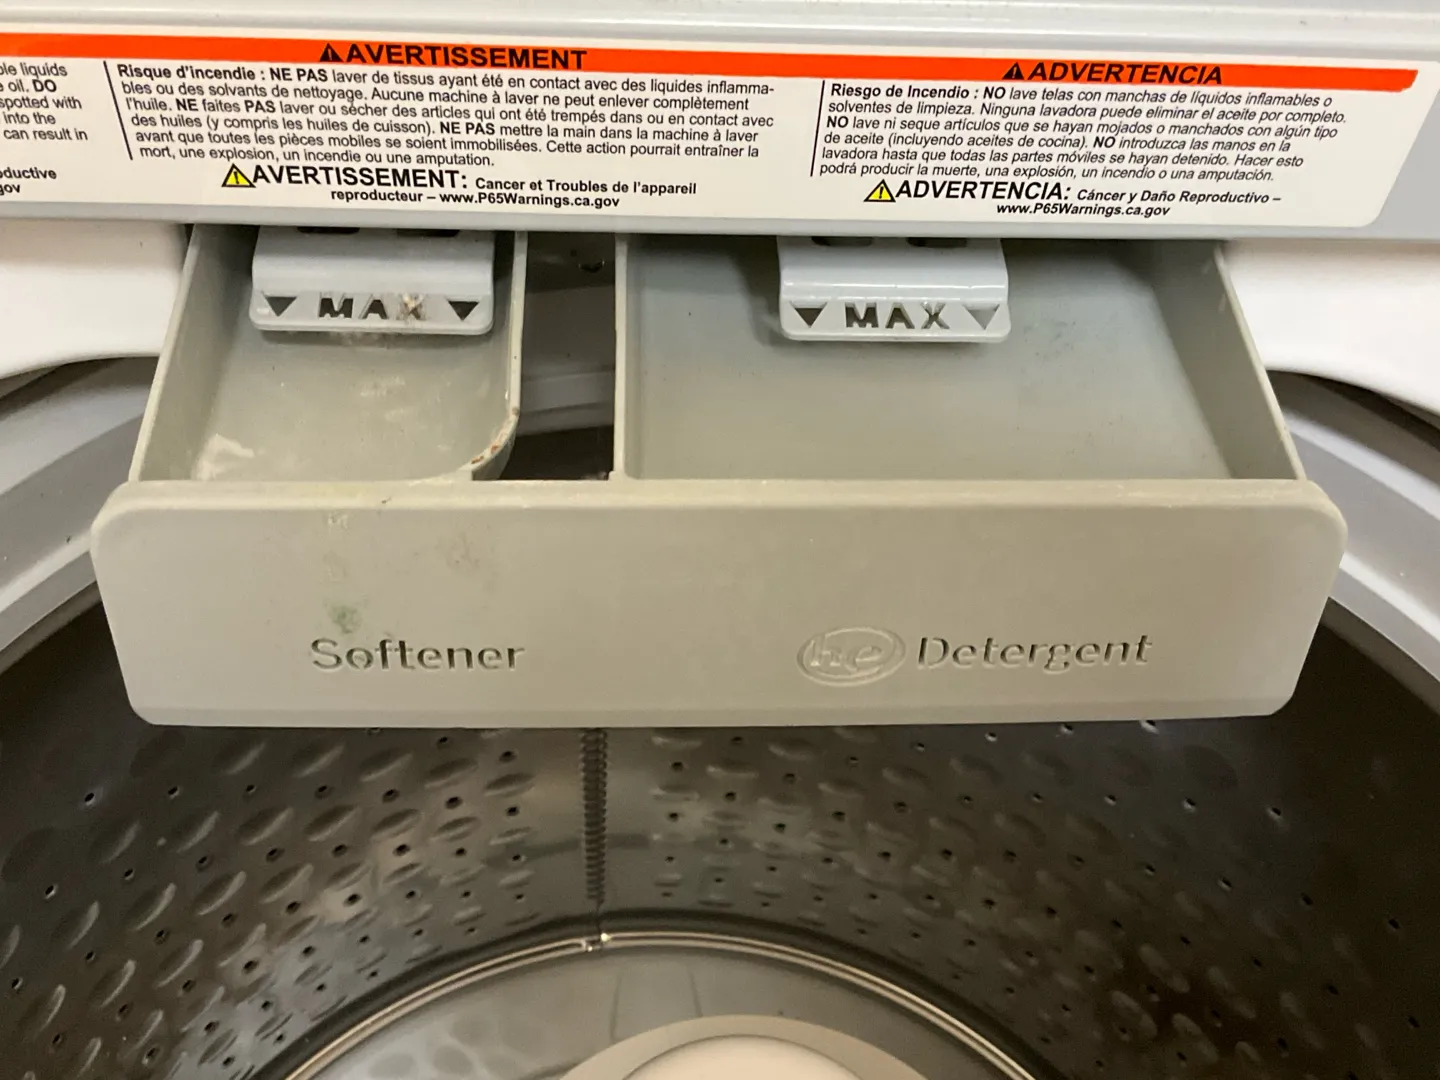 ble liquids
oil. DO
spotted with
into the
can result in
ductive
gov
AVERTISSEMENT
Risque d'incendie : NE PAS laver de tissus ayant été en contact avec des liquides inflamma-
bles ou des solvants de nettoyage. Aucune machine à laver ne peut enlever complètement
l'huile. NE faites PAS laver ou sécher des articles qui ont été trempés dans ou en contact avec
des huiles (y compris les huiles de cuisson). NE PAS mettre la main dans la machine à laver
avant que toutes les pièces mobiles se soient immobilisées. Cette action pourrait entraîner la
mort, une explosion, un incendie ou une amputation.
AVERTISSEMENT: Cancer et Troubles de l'appareil
reproducteur – www.P65Warnings.ca.gov
ADVERTENCIA
Riesgo de Incendio : NO lave telas con manchas de líquidos inflamables o
solventes de limpieza. Ninguna lavadora puede eliminar el aceite por completo.
NO lave ni seque artículos que se hayan mojados o manchados con algún tipo
de aceite (incluyendo aceites de cocina). NO introduzca las manos en la
lavadora hasta que todas las partes móviles se hayan detenido. Hacer esto
podrá producir la muerte, una explosión, un incendio o una amputación.
ADVERTENCIA: Cáncer y Daño Reproductivo –
www.P65Warnings.ca.gov
MAX
MAX
Softener
he Detergent